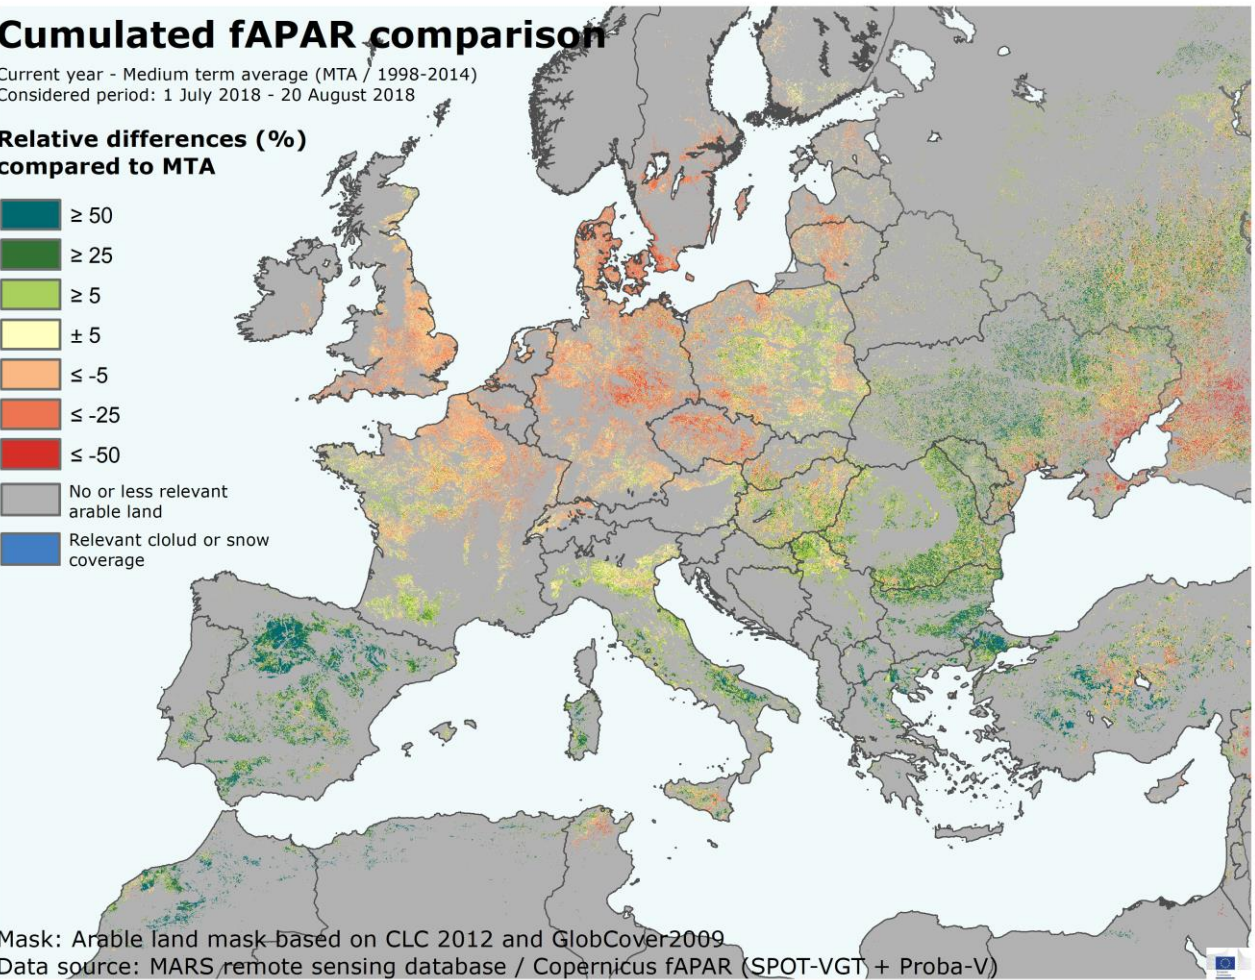 Cumulated fAPAR comparison
Current year - Medium term average (MTA / 1998-2014)
Considered period: 1 July 2018 - 20 August 2018
Relative differences (%)
compared to MTA
≥ 50
≥ 25
≥ 5
± 5
≤ -5
≤ -25
≤ -50
No or less relevant
arable land
Relevant clolud or snow
coverage
Mask: Arable land mask based on CLC 2012 and GlobCover2009
Data source: MARS remote sensing database / Copernicus fAPAR (SPOT-VGT + Proba-V)